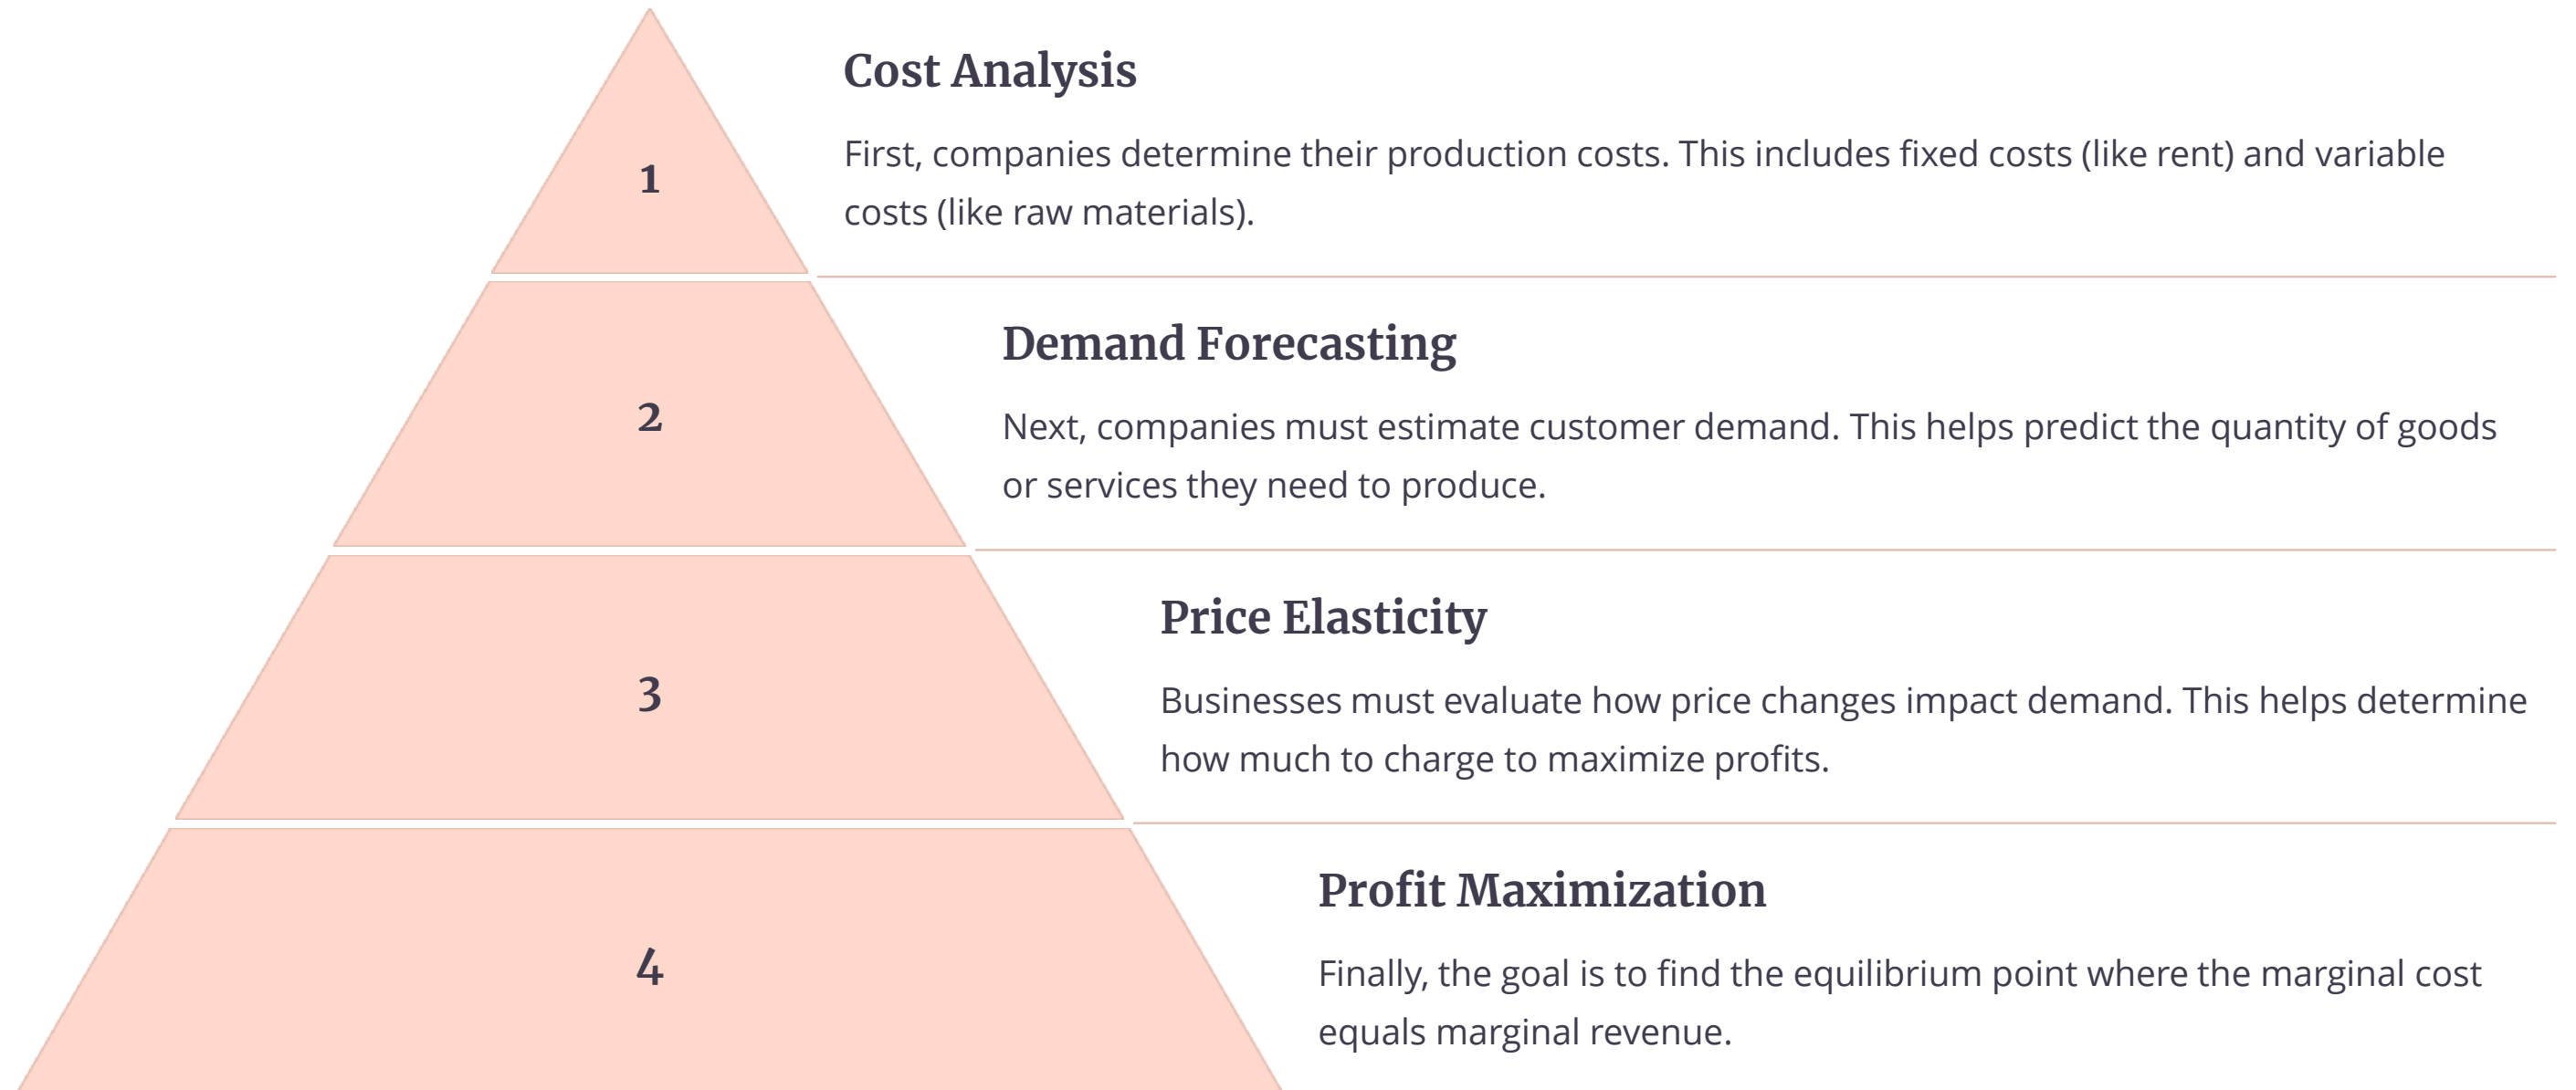 1
Cost Analysis
First, companies determine their production costs. This includes fixed costs (like rent) and variable
costs (like raw materials).
2
Demand Forecasting
Next, companies must estimate customer demand. This helps predict the quantity of goods
or services they need to produce.
3
Price Elasticity
Businesses must evaluate how price changes impact demand. This helps determine
how much to charge to maximize profits.
4
Profit Maximization
Finally, the goal is to find the equilibrium point where the marginal cost
equals marginal revenue.